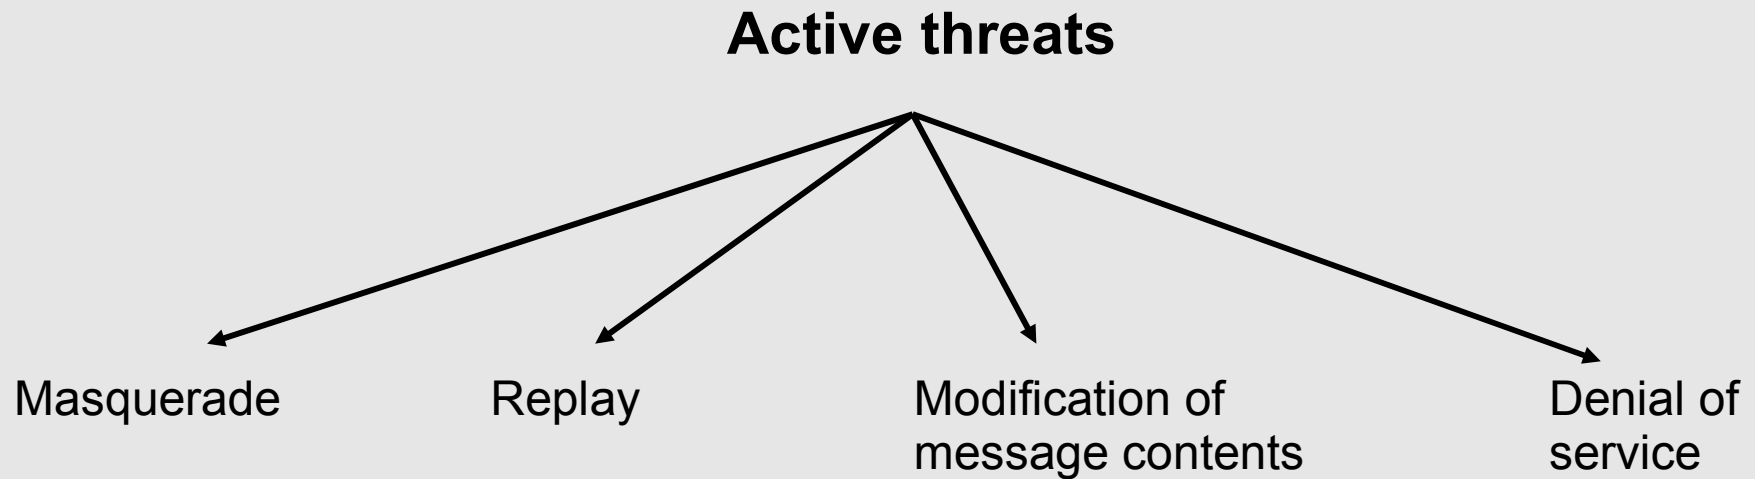 Active threats
Masquerade
Replay
Modification of
message contents
Denial of
service